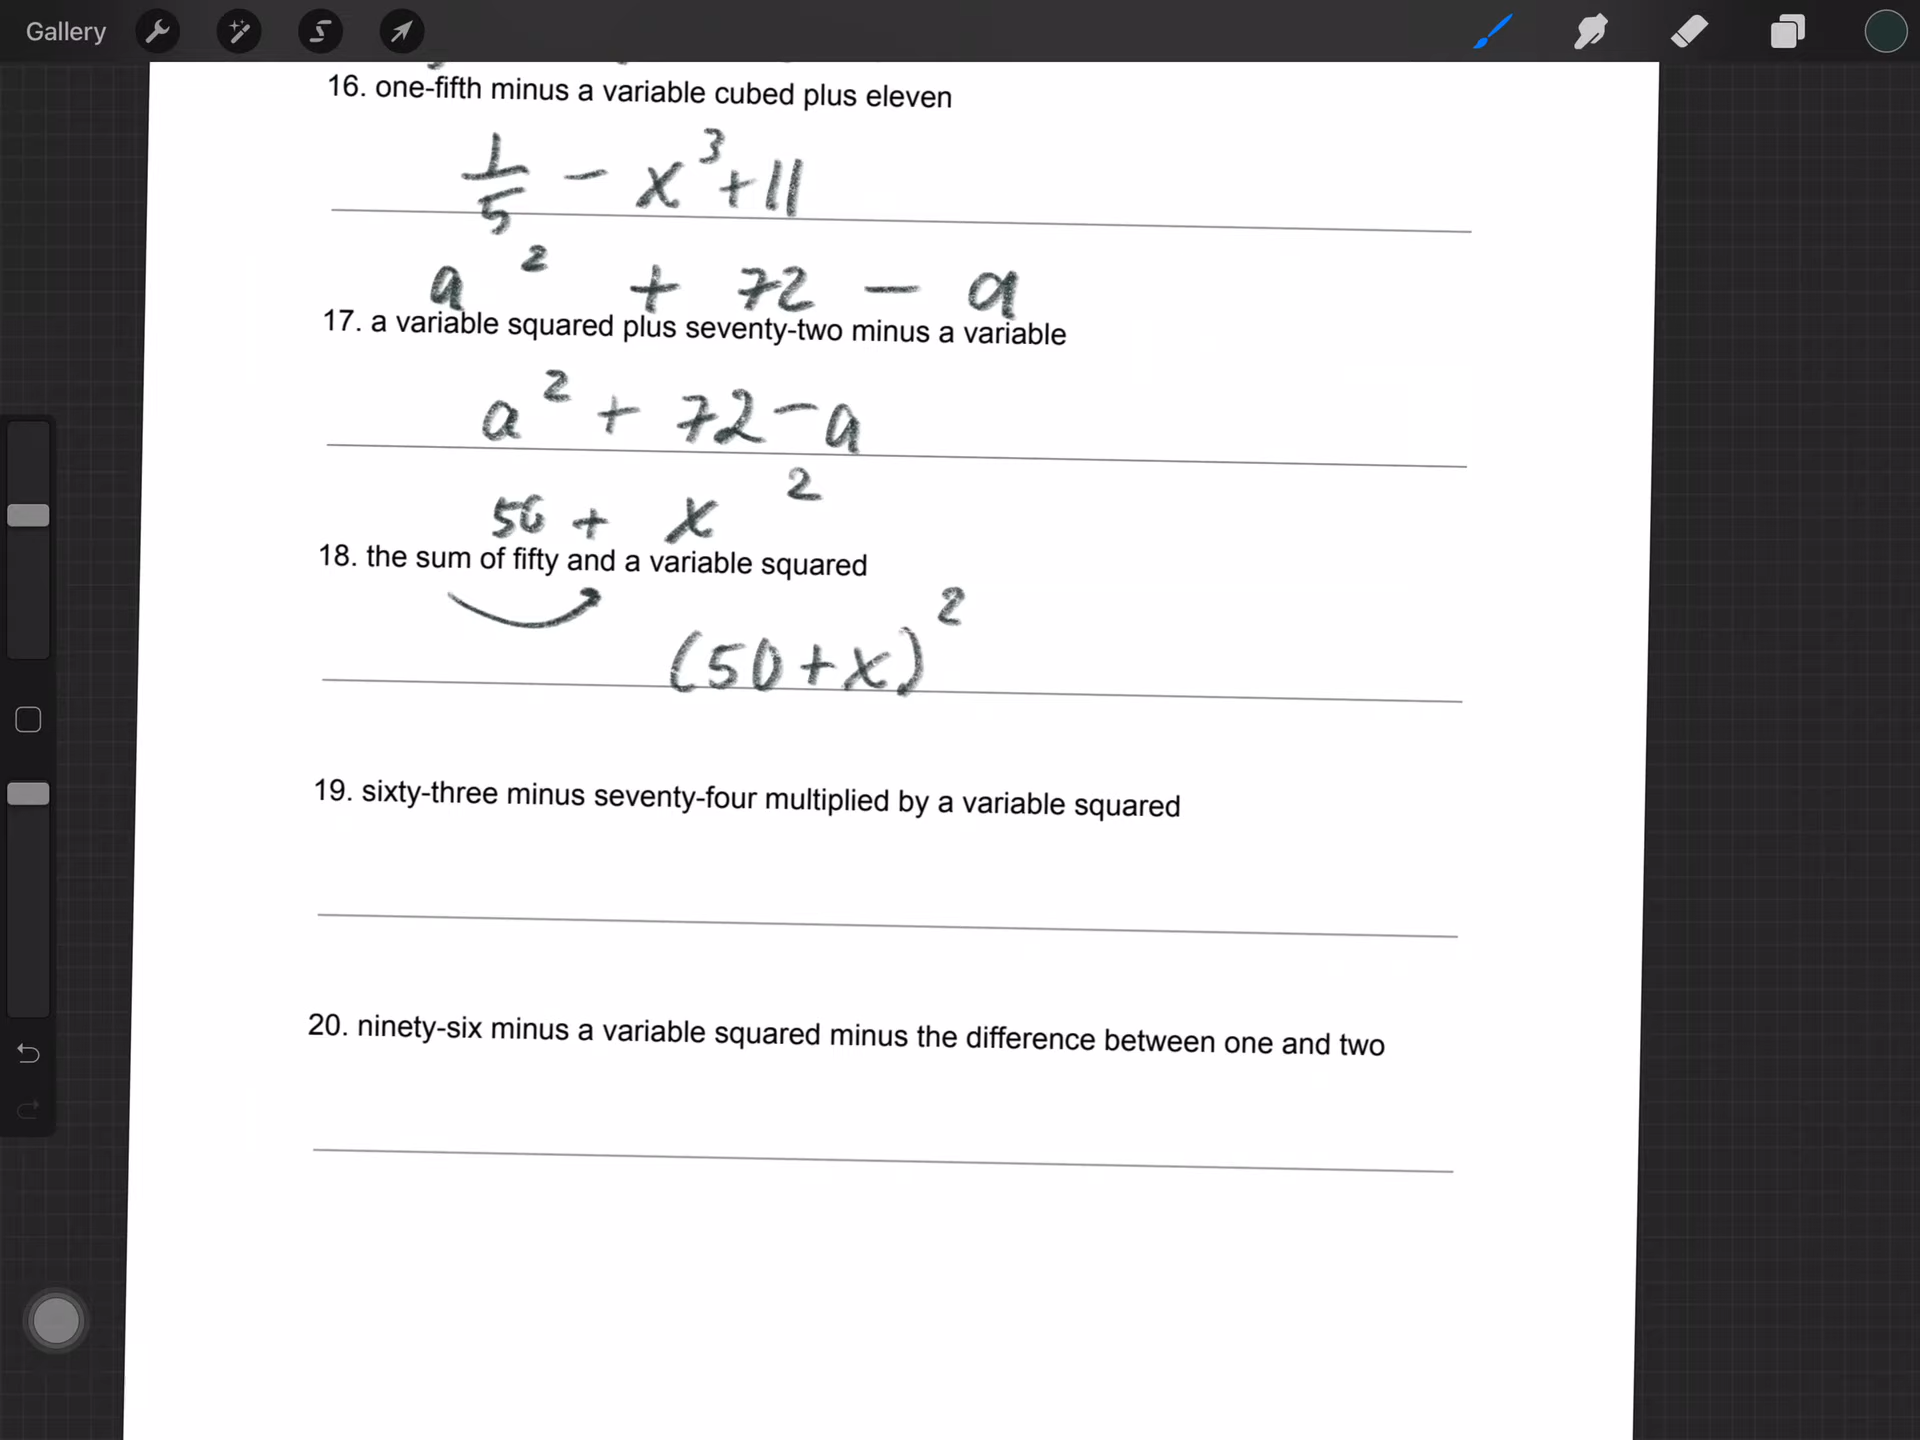 Gallery
16. one-fifth minus a variable cubed plus eleven
1/5 - x³ + 11
a² + 72 - a
17. a variable squared plus seventy-two minus a variable
a² + 72 - a
50 + x²
18. the sum of fifty and a variable squared
(50 + x)²
19. sixty-three minus seventy-four multiplied by a variable squared
20. ninety-six minus a variable squared minus the difference between one and two